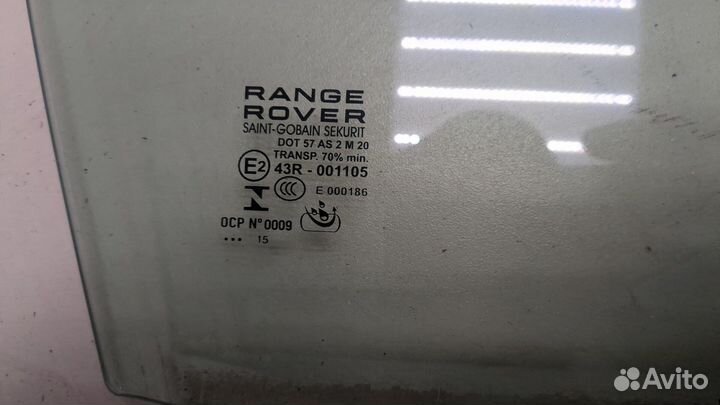 RANGE
ROVER
SAINT-GOBAIN SEKURIT
DOT 57 AS 2 M 20
TRANSP. 70% min.
E2 43R - 001105
CCC E 000186
OCP N° 0009
••• 15
Avito